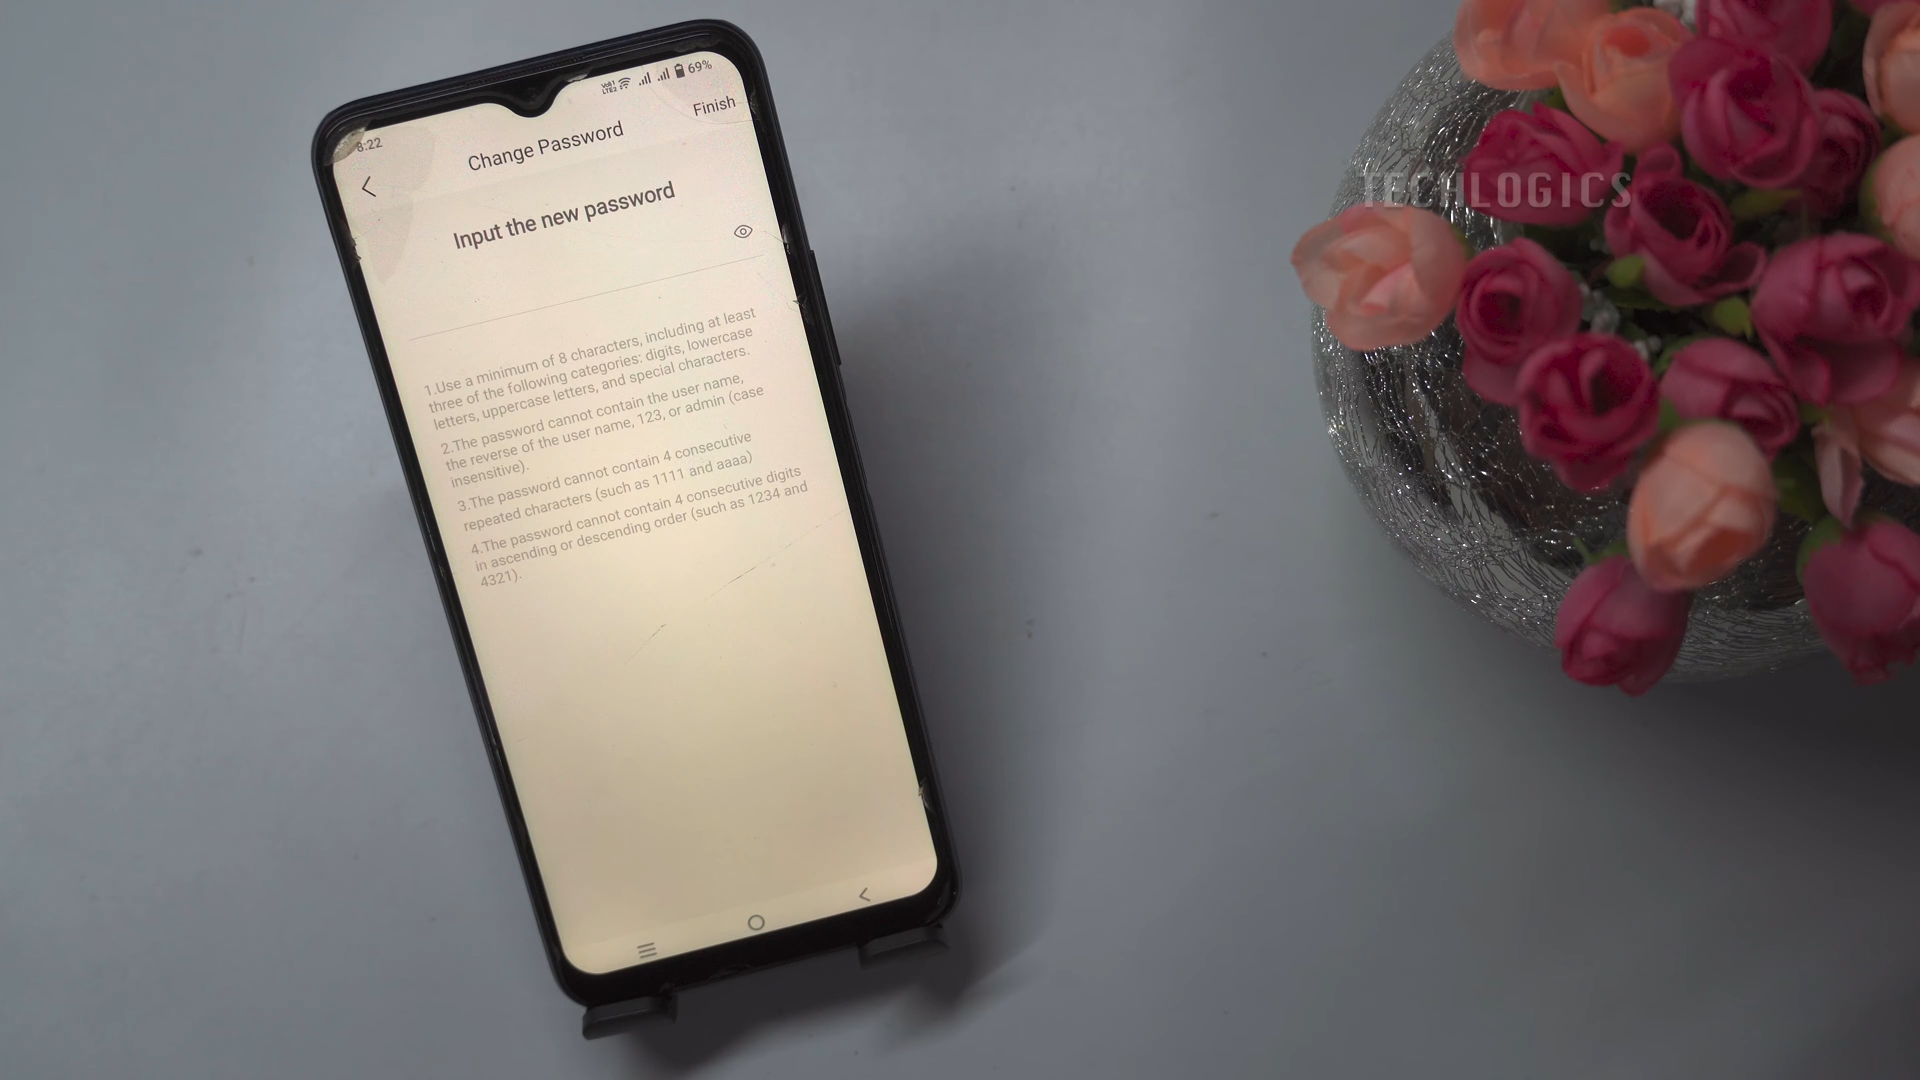 8:22
VoLTE2 69%
Change Password
Finish
Input the new password
1.Use a minimum of 8 characters, including at least
three of the following categories: digits, lowercase
letters, uppercase letters, and special characters.
2.The password cannot contain the user name,
the reverse of the user name, 123, or admin (case
insensitive).
3.The password cannot contain 4 consecutive
repeated characters (such as 1111 and aaaa)
4.The password cannot contain 4 consecutive digits
in ascending or descending order (such as 1234 and
4321).
TECHLOGICS